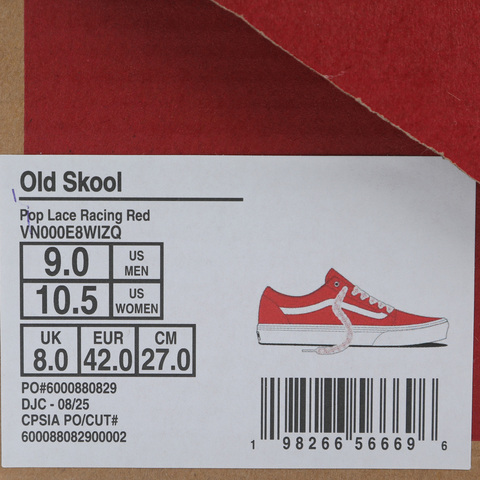 Old Skool
Pop Lace Racing Red
VN000E8WIZQ
9.0 US MEN
10.5 US WOMEN
UK EUR CM
8.0 42.0 27.0
PO#6000880829
DJC - 08/25
CPSIA PO/CUT#
600088082900002
1 98266 56669 6